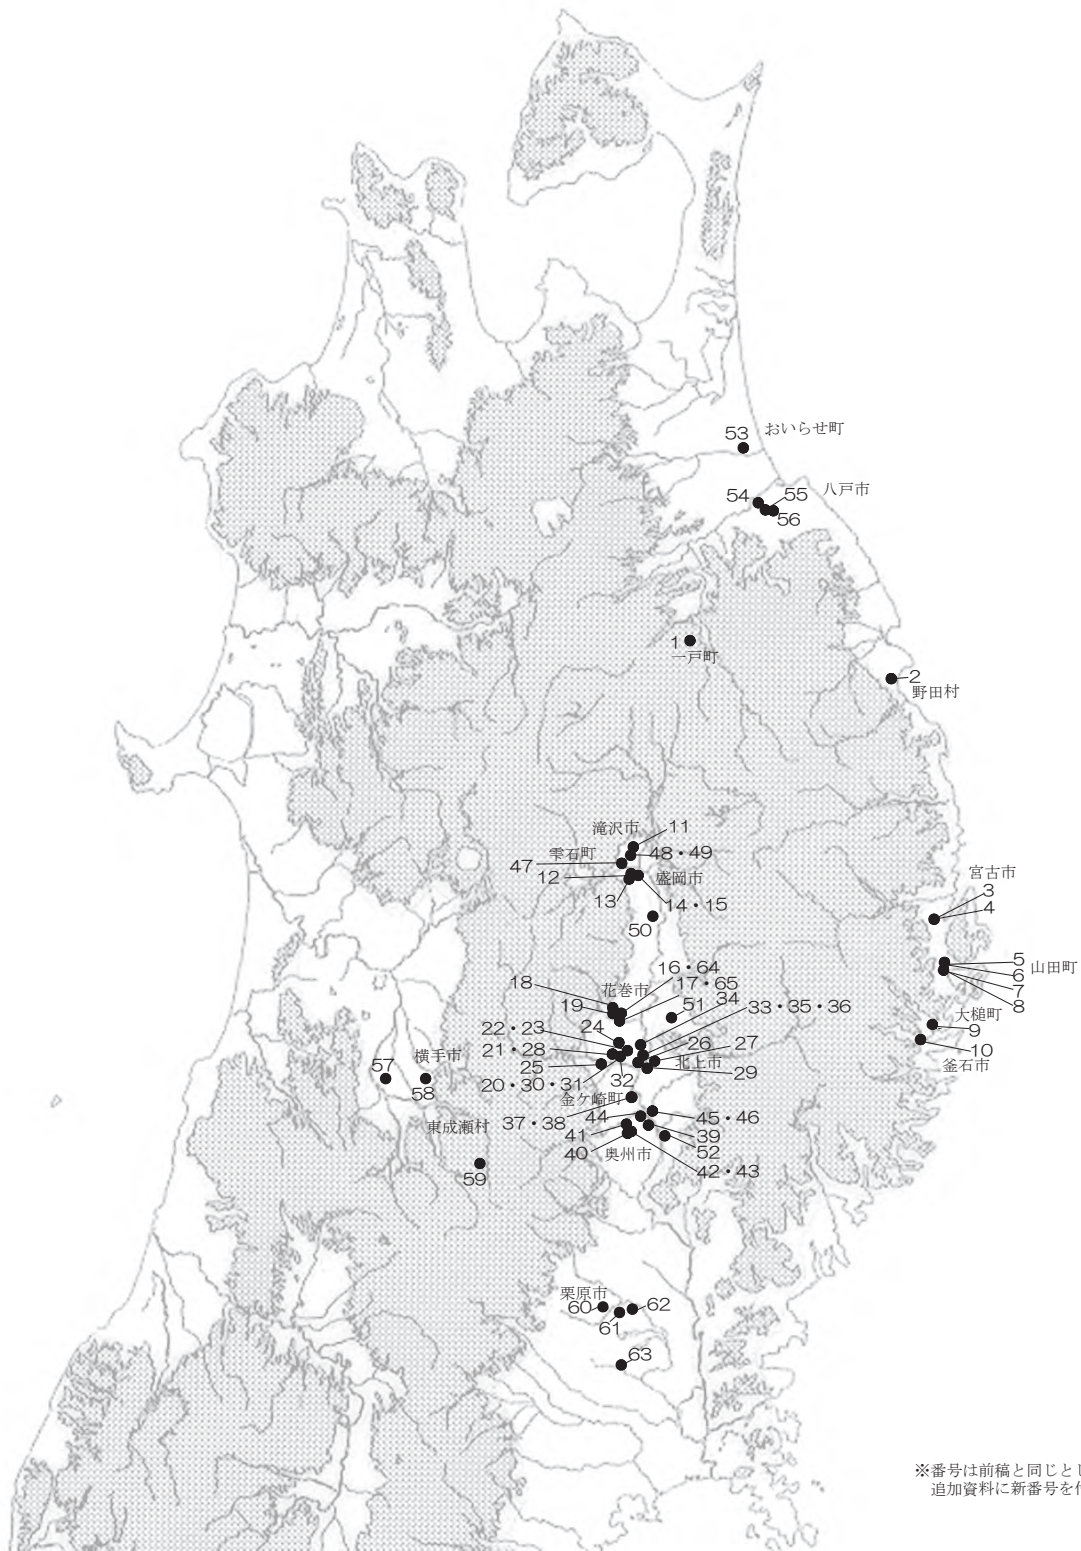 53 おいらせ町
八戸市
54
55
56
1
一戸町
2
野田村
滝沢市 11
雫石町 48・49
47
12 盛岡市
13 14・15
50
宮古市
3
4
5
6 山田町
7
8
大槌町
9
10
釜石市
16・64
18 花巻市 17・65
19 51 34
24 33・35・36
22・23
21・28 26 27
25 北上市
32 29
20・30・31
57 横手市
58
金ケ崎町
37・38 44 45・46
東成瀬村 41 39
40 奥州市 52
42・43
59
栗原市
60 62
61
63
※番号は前稿と同じとし
追加資料に新番号を付